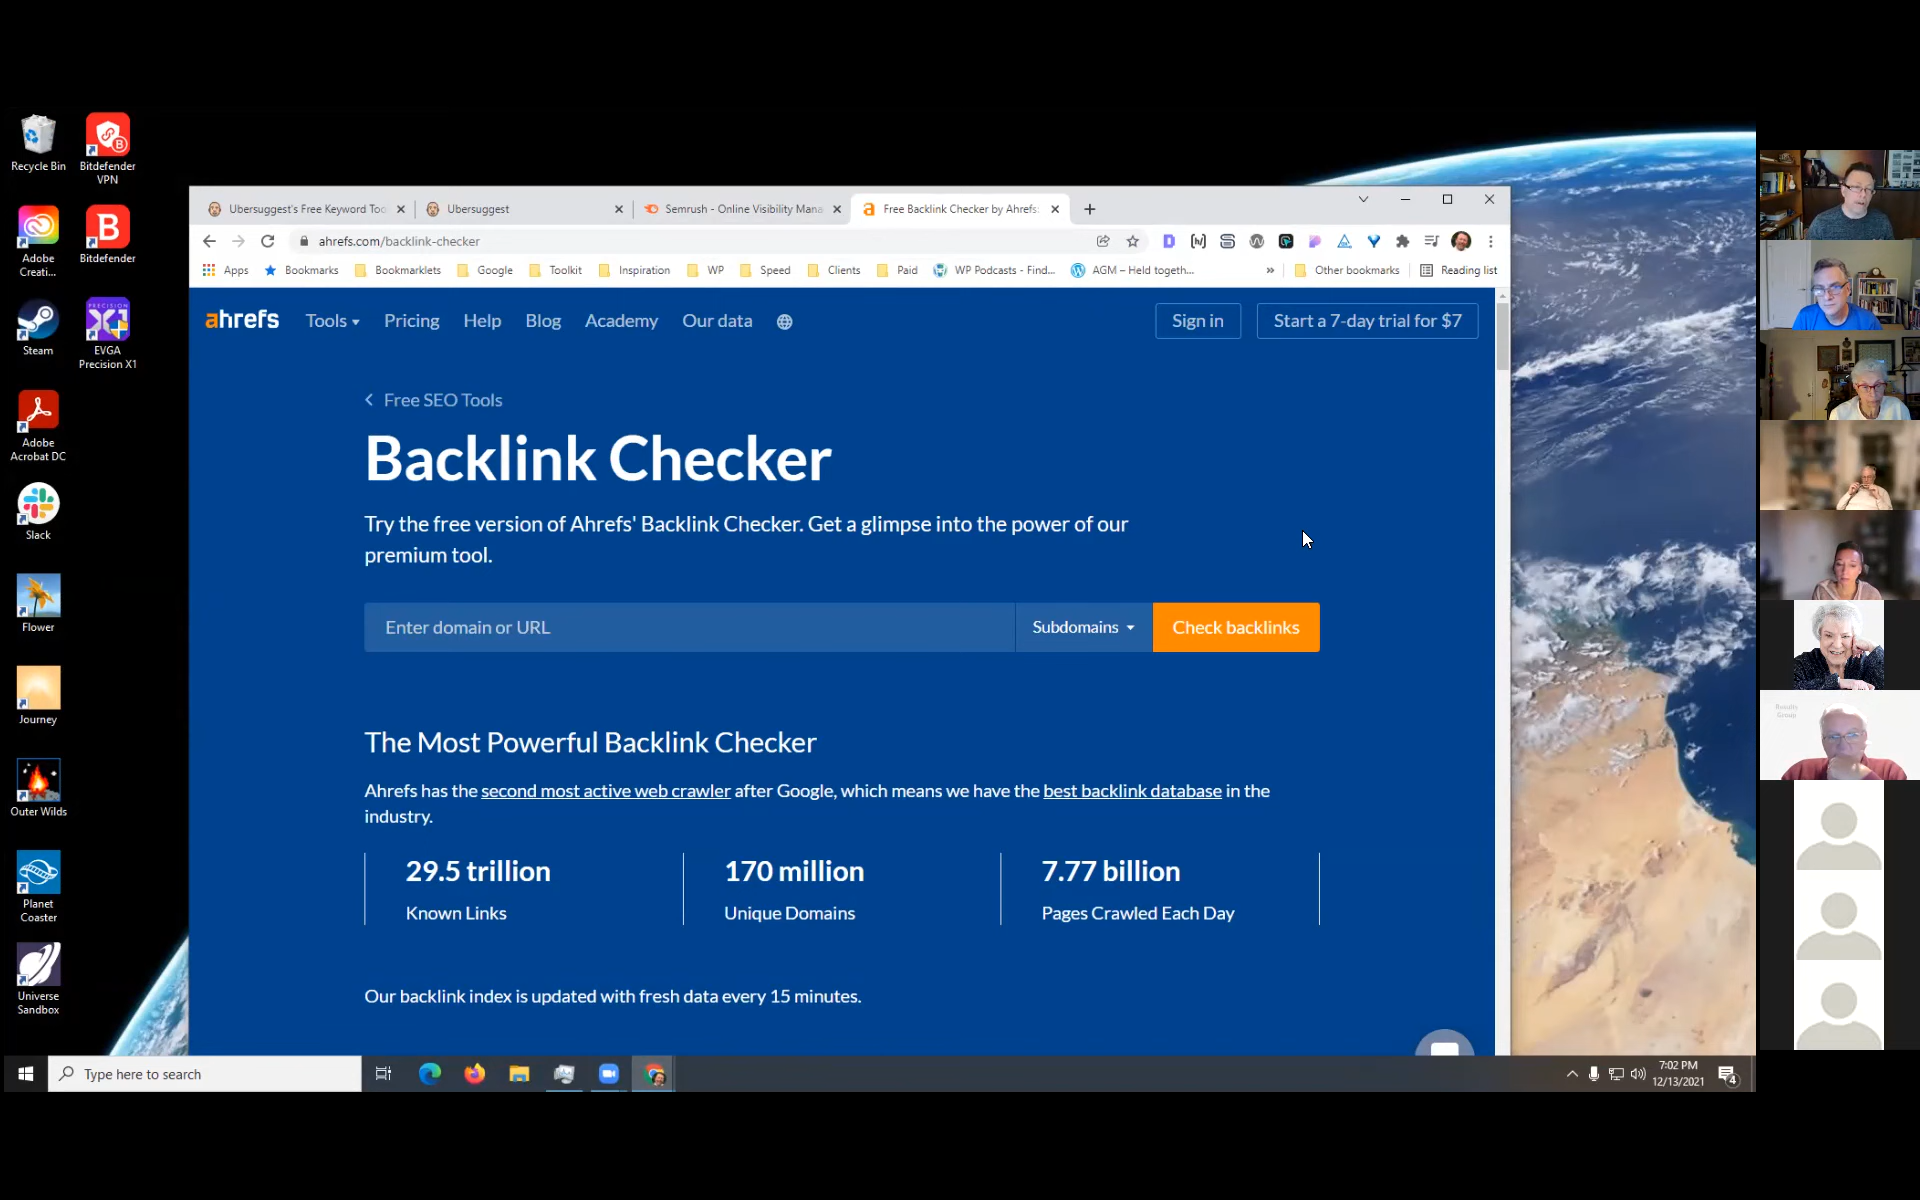 Recycle Bin
Bitdefender
VPN
Adobe
Creati...
Bitdefender
Steam
PRECISION
EVGA
Precision X1
Adobe
Acrobat DC
Slack
Flower
Journey
Outer Wilds
Planet
Coaster
Universe
Sandbox
Ubersuggest's Free Keyword Too
Ubersuggest
Semrush - Online Visibility Mana
Free Backlink Checker by Ahrefs:
ahrefs.com/backlink-checker
Apps
Bookmarks
Bookmarklets
Google
Toolkit
Inspiration
WP
Speed
Clients
Paid
WP Podcasts - Find...
AGM – Held togeth...
»
Other bookmarks
Reading list
ahrefs
Tools
Pricing
Help
Blog
Academy
Our data
Sign in
Start a 7-day trial for $7
Free SEO Tools
Backlink Checker
Try the free version of Ahrefs' Backlink Checker. Get a glimpse into the power of our
premium tool.
Enter domain or URL
Subdomains
Check backlinks
The Most Powerful Backlink Checker
Ahrefs has the second most active web crawler after Google, which means we have the best backlink database in the
industry.
29.5 trillion
Known Links
170 million
Unique Domains
7.77 billion
Pages Crawled Each Day
Our backlink index is updated with fresh data every 15 minutes.
Type here to search
7:02 PM
12/13/2021
4
Group